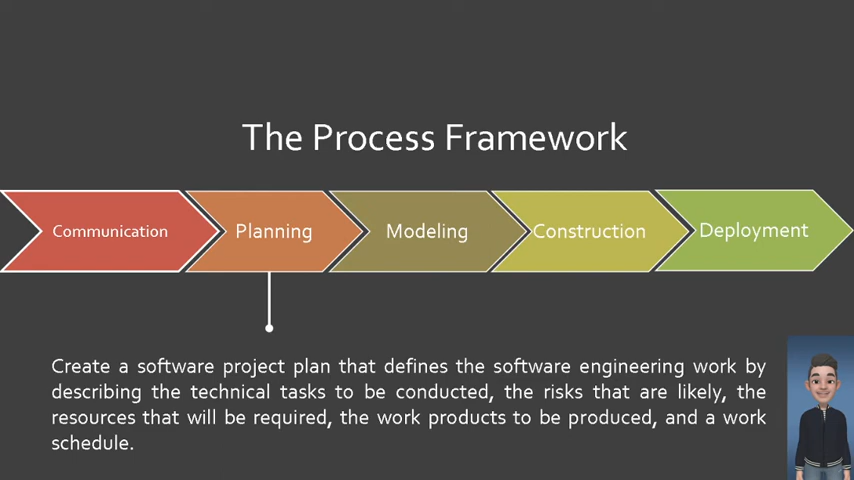 The Process Framework
Communication
Planning
Modeling
Construction
Deployment
Create a software project plan that defines the software engineering work by
describing the technical tasks to be conducted, the risks that are likely, the
resources that will be required, the work products to be produced, and a work
schedule.